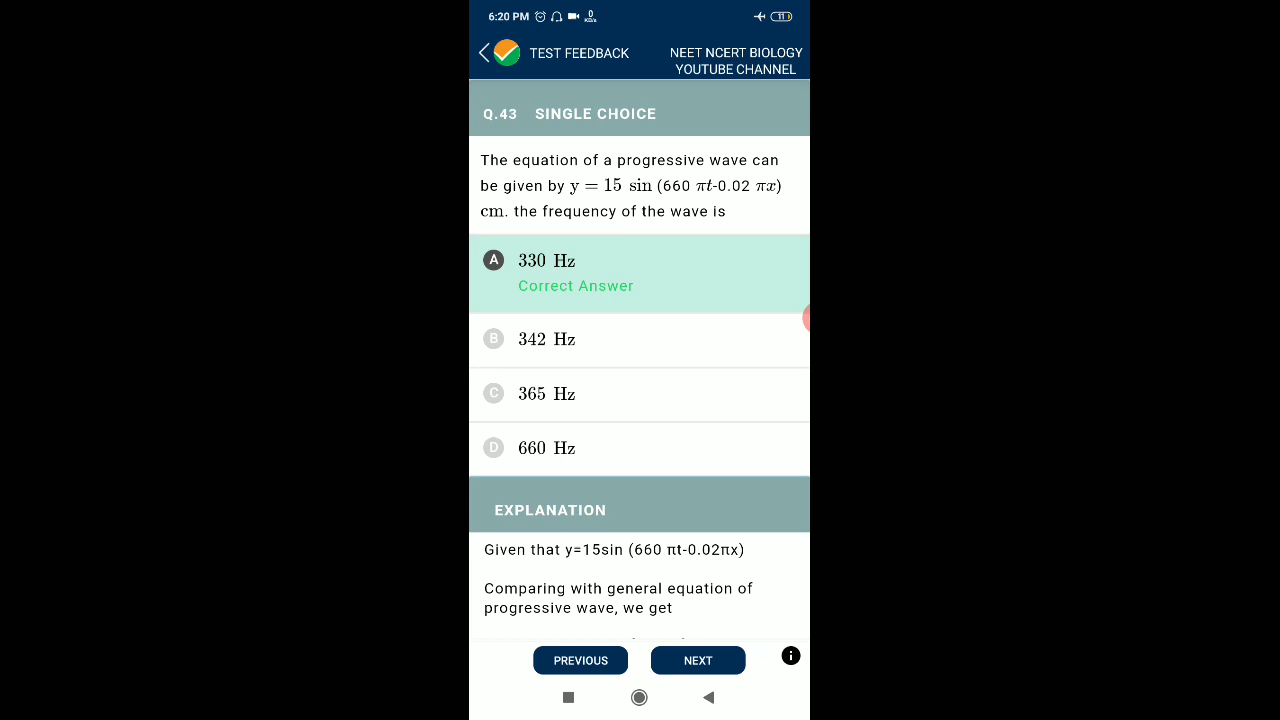 6:20 PM 0 KB/s 11
TEST FEEDBACK NEET NCERT BIOLOGY
YOUTUBE CHANNEL
Q.43 SINGLE CHOICE
The equation of a progressive wave can
be given by y = 15 sin (660 πt-0.02 πx)
cm. the frequency of the wave is
A 330 Hz
Correct Answer
B 342 Hz
C 365 Hz
D 660 Hz
EXPLANATION
Given that y=15sin (660 πt-0.02πx)
Comparing with general equation of
progressive wave, we get
PREVIOUS NEXT